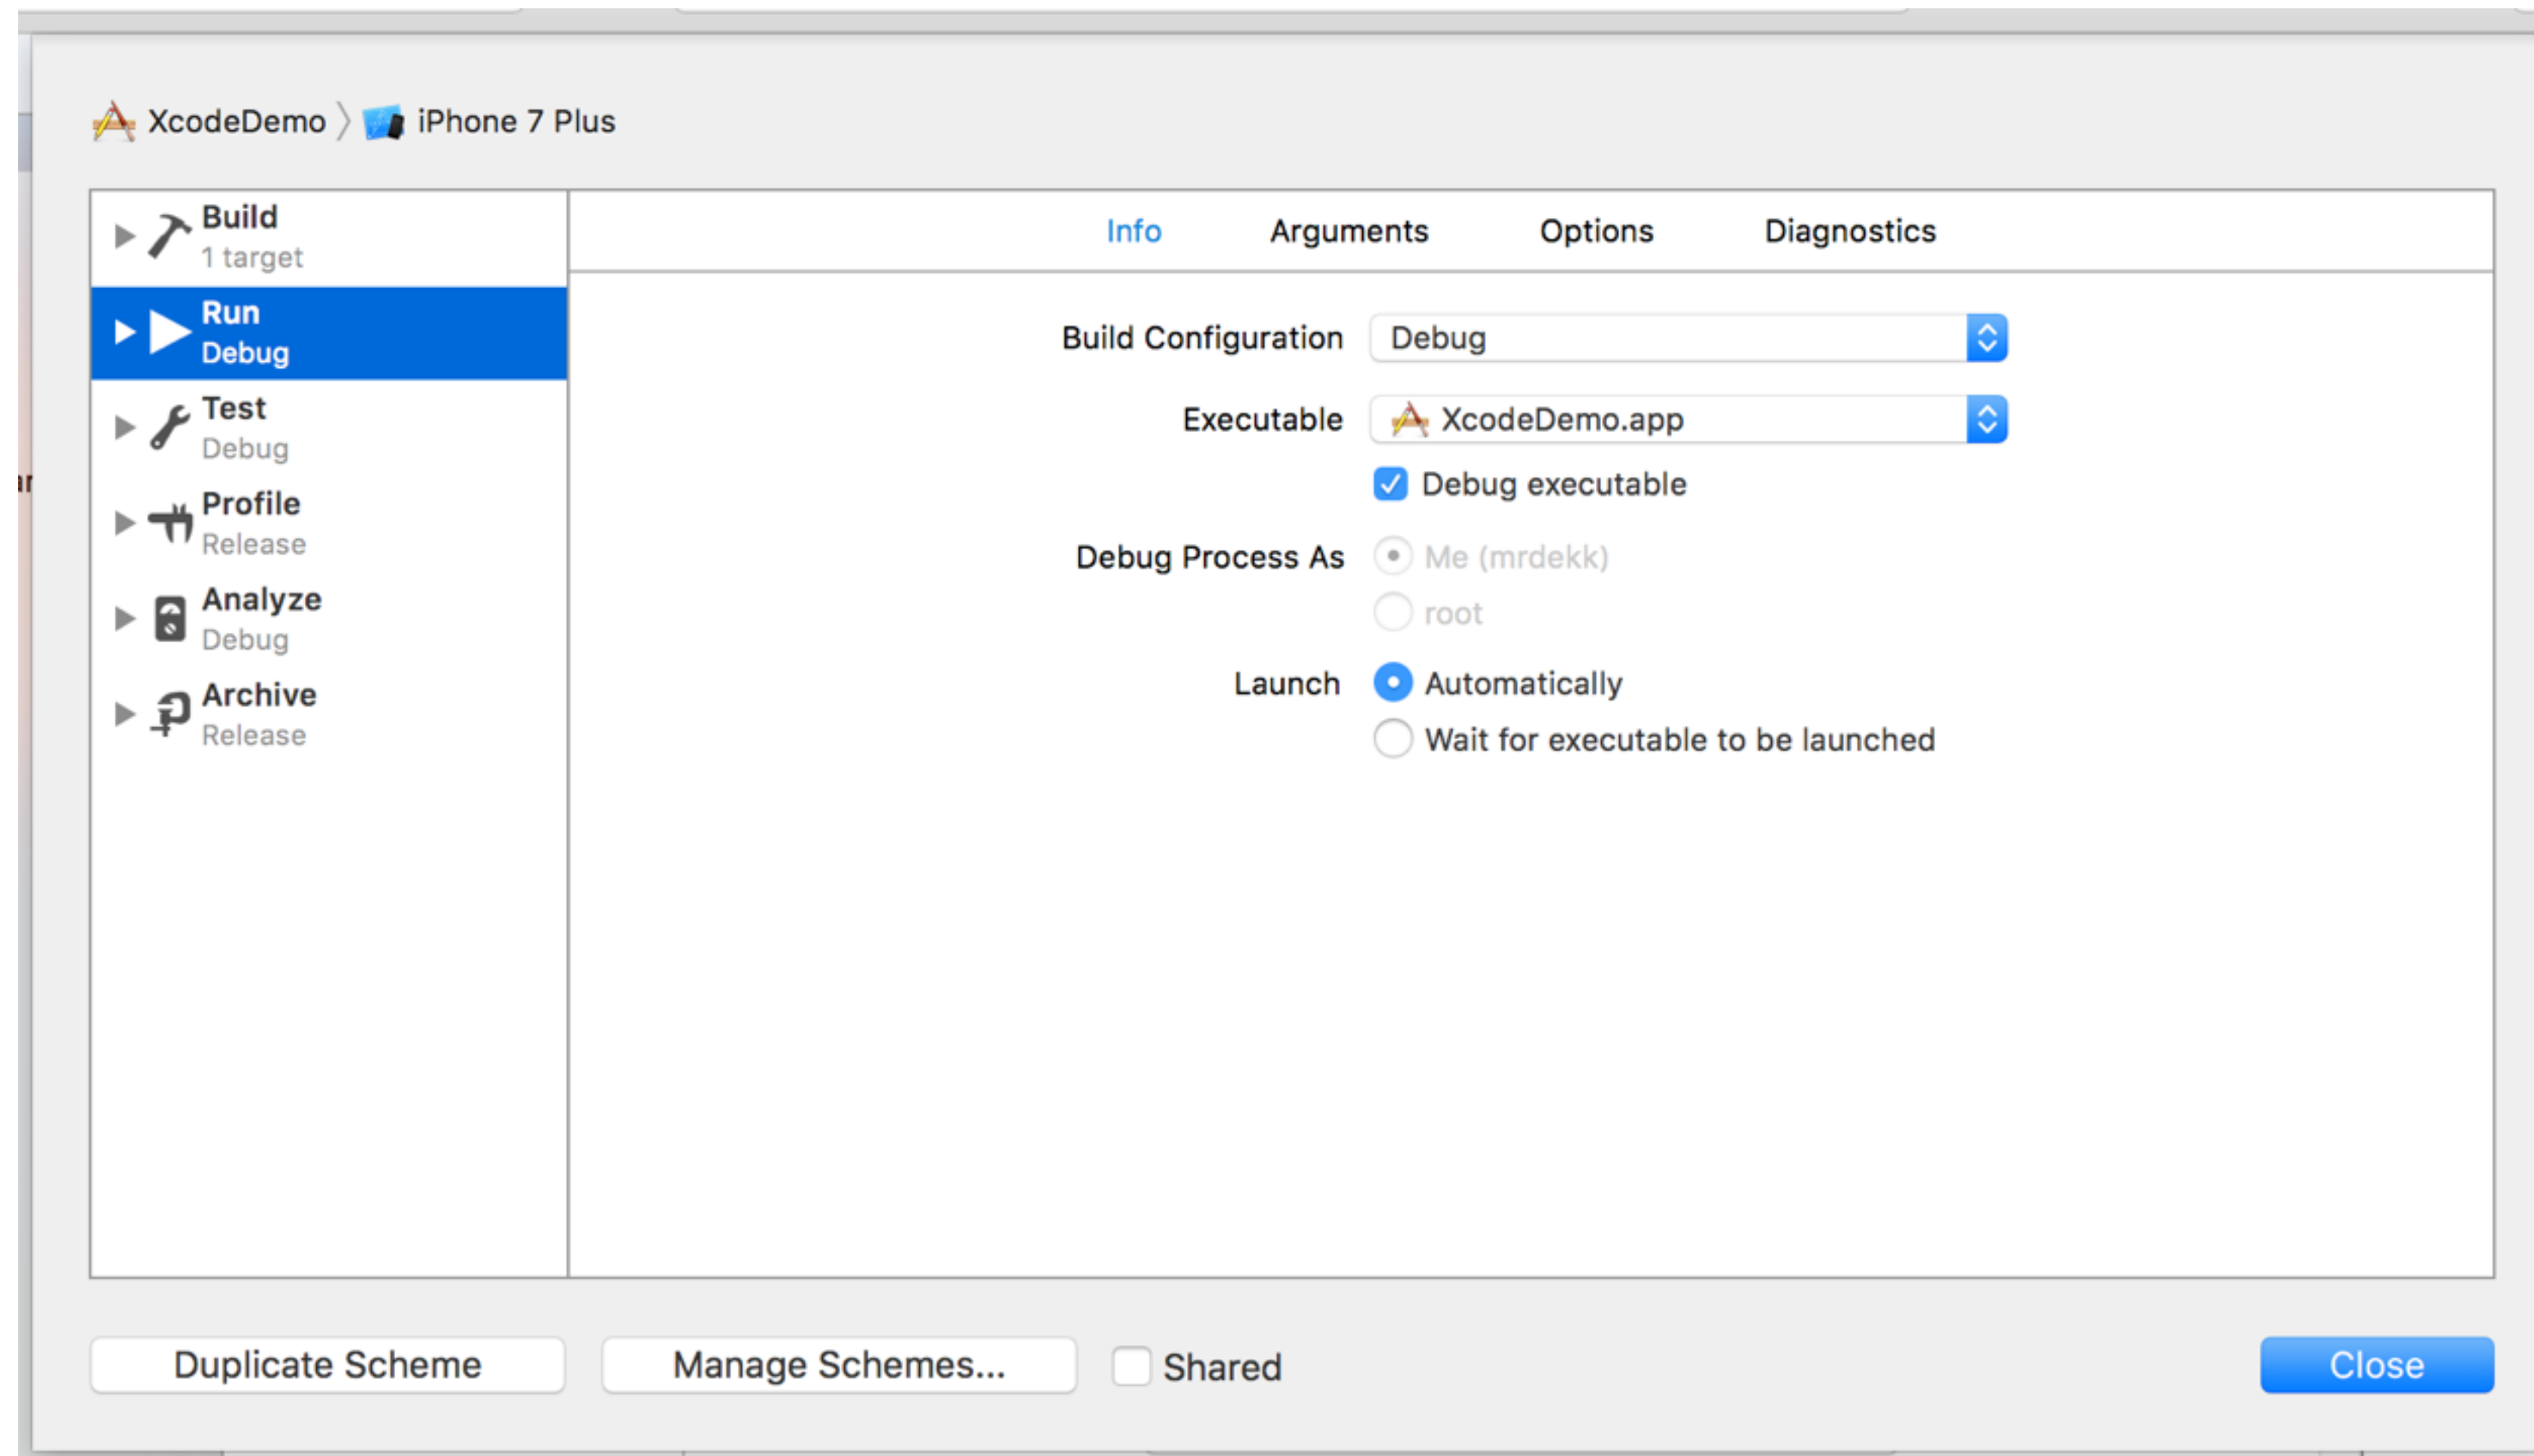 XcodeDemo 〉 iPhone 7 Plus
Build
1 target
Run
Debug
Test
Debug
Profile
Release
Analyze
Debug
Archive
Release
Info Arguments Options Diagnostics
Build Configuration Debug
Executable XcodeDemo.app
Debug executable
Debug Process As Me (mrdekk)
root
Launch Automatically
Wait for executable to be launched
Duplicate Scheme Manage Schemes... Shared Close